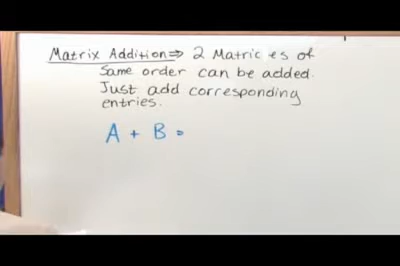 Matrix Addition ⇒ 2 Matrices of
same order can be added.
Just add corresponding
entries.
A + B =